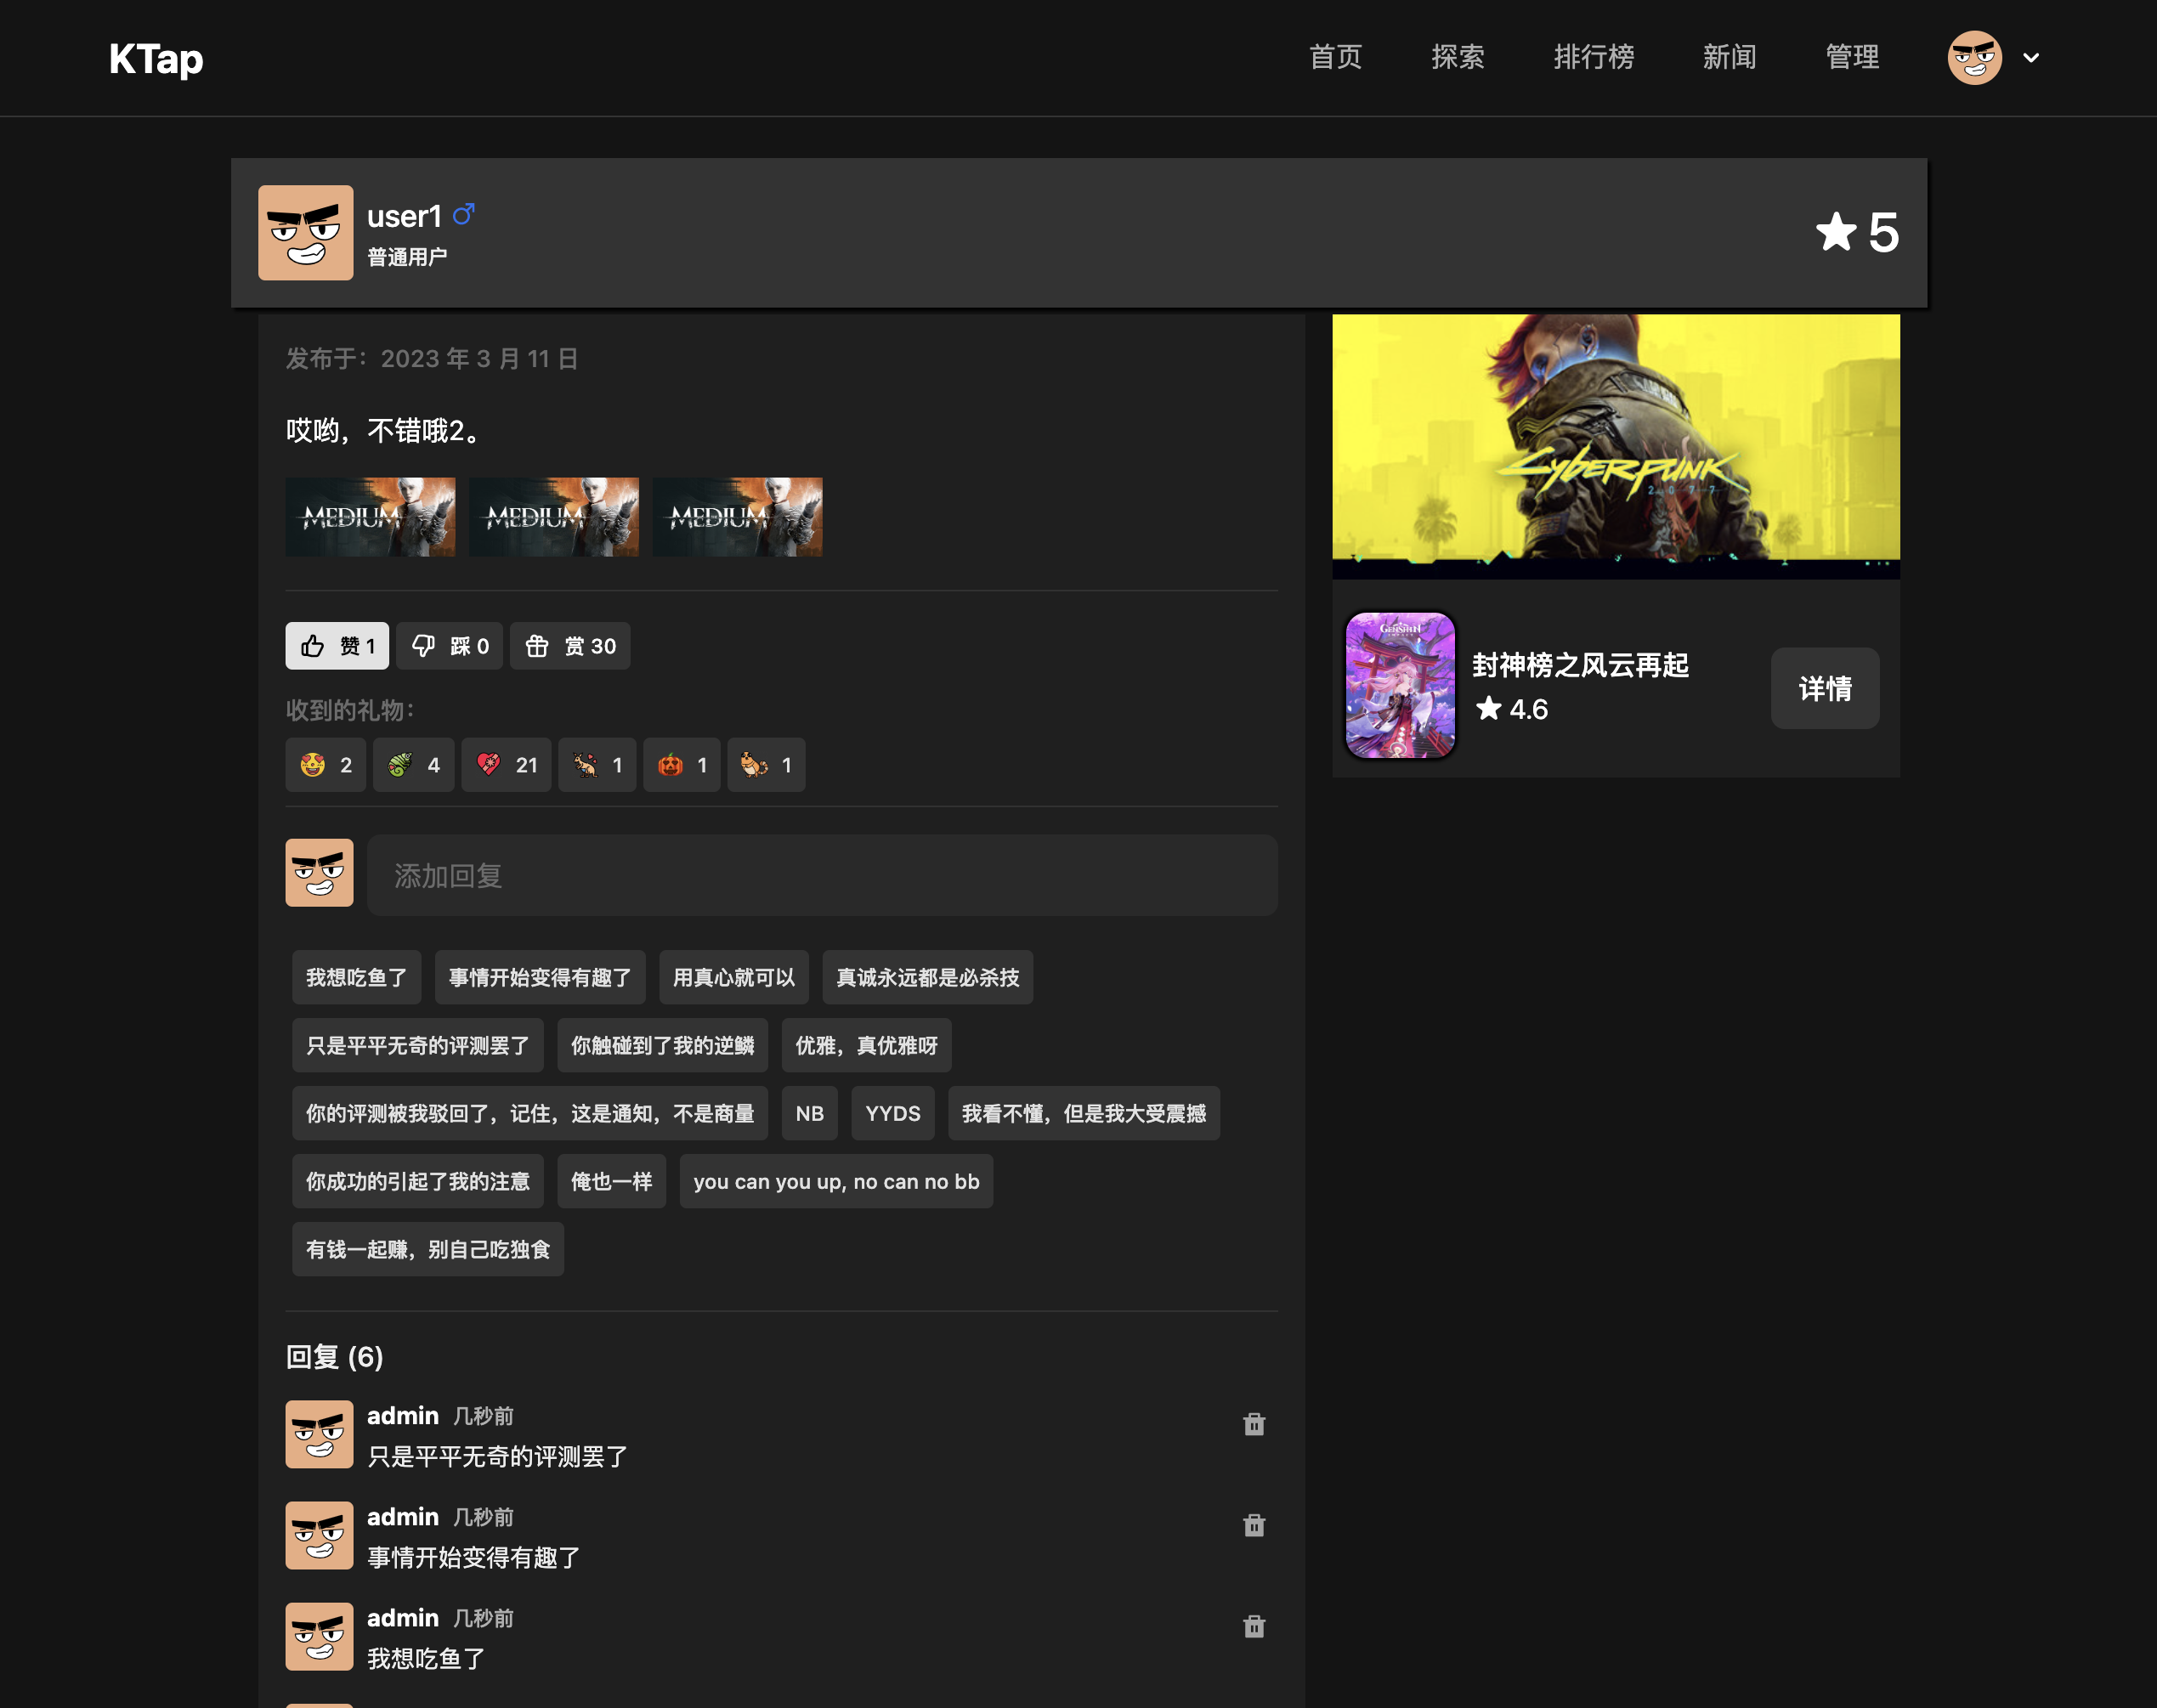 KTap
首页 探索 排行榜 新闻 管理
user1
普通用户
5
发布于：2023 年 3 月 11 日
哎哟，不错哦2。
MEDIUM MEDIUM MEDIUM
赞 1 踩 0 赏 30
收到的礼物：
2 4 21 1 1 1
添加回复
我想吃鱼了 事情开始变得有趣了 用真心就可以 真诚永远都是必杀技
只是平平无奇的评测罢了 你触碰到了我的逆鳞 优雅，真优雅呀
你的评测被我驳回了，记住，这是通知，不是商量 NB YYDS 我看不懂，但是我大受震撼
你成功的引起了我的注意 俺也一样 you can you up, no can no bb
有钱一起赚，别自己吃独食
回复 (6)
admin 几秒前
只是平平无奇的评测罢了
admin 几秒前
事情开始变得有趣了
admin 几秒前
我想吃鱼了
CYBERPUNK
2077
GENSHIN
封神榜之风云再起
4.6
详情